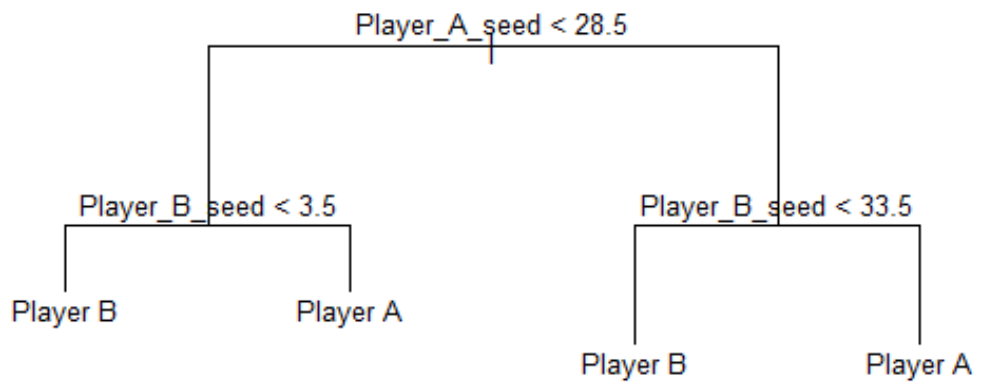 Player_A_seed < 28.5
Player_B_seed < 3.5
Player_B_seed < 33.5
Player B
Player A
Player B
Player A